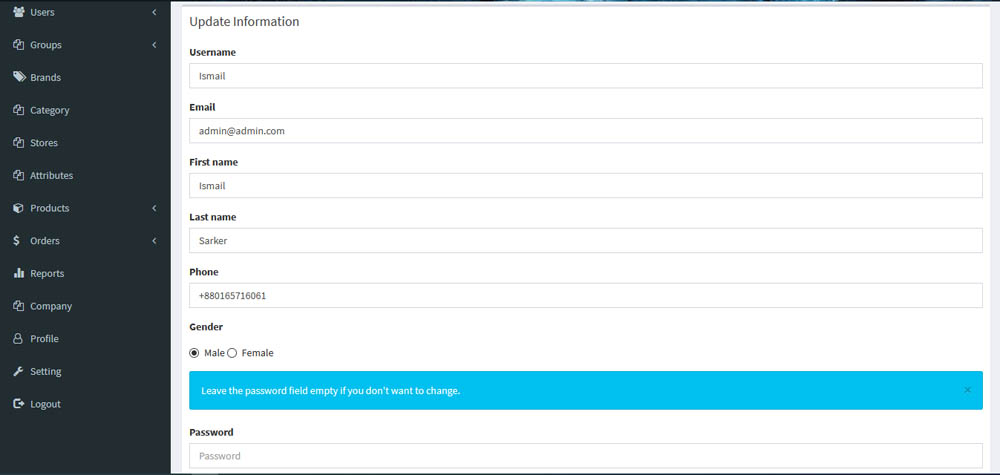 Users
Groups
Brands
Category
Stores
Attributes
Products
Orders
Reports
Company
Profile
Setting
Logout
Update Information
Username
Ismail
Email
admin@admin.com
First name
Ismail
Last name
Sarker
Phone
+880165716061
Gender
Male Female
Leave the password field empty if you don't want to change. ×
Password
Password